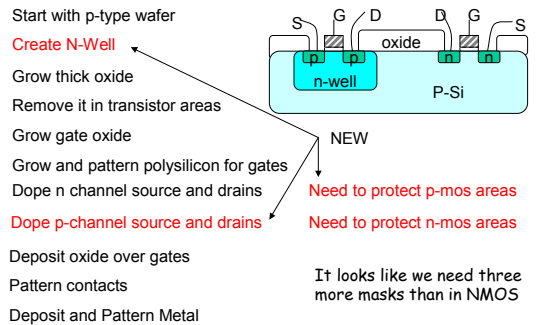 Start with p-type wafer
Create N-Well
Grow thick oxide
Remove it in transistor areas
Grow gate oxide
Grow and pattern polysilicon for gates
Dope n channel source and drains
Dope p-channel source and drains
Deposit oxide over gates
Pattern contacts
Deposit and Pattern Metal
S G D D G S
oxide
p p n n
n-well
P-Si
NEW
Need to protect p-mos areas
Need to protect n-mos areas
It looks like we need three
more masks than in NMOS